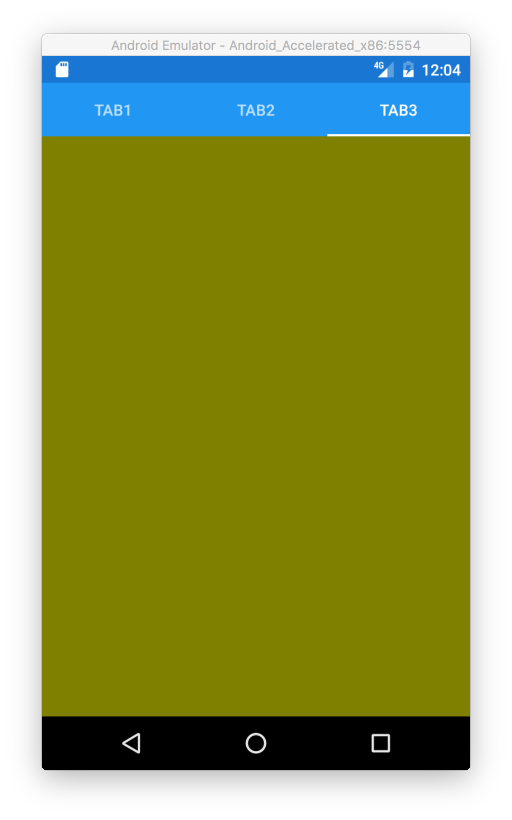 Android Emulator - Android_Accelerated_x86:5554
4G 12:04
TAB1 TAB2 TAB3